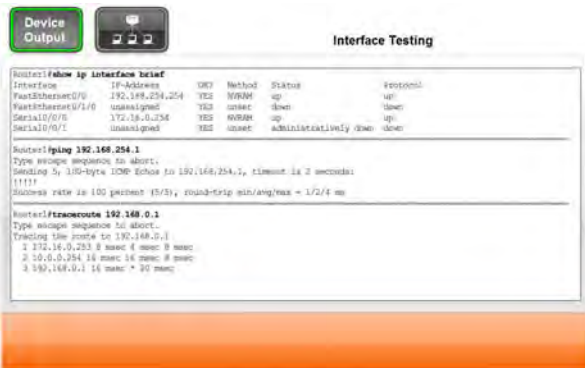 Device
Output
Interface Testing
Router1#show ip interface brief
Interface IP-Address OK? Method Status Protocol
FastEthernet0/0 192.168.254.254 YES NVRAM up up
FastEthernet0/1/0 unassigned YES unset down down
Serial0/0/0 172.16.0.254 YES NVRAM up up
Serial0/0/1 unassigned YES unset administratively down down
Router1#ping 192.168.254.1
Type escape sequence to abort.
Sending 5, 100-byte ICMP Echos to 192.168.254.1, timeout is 2 seconds:
!!!!!
Success rate is 100 percent (5/5), round-trip min/avg/max = 1/2/4 ms
Router1#traceroute 192.168.0.1
Type escape sequence to abort.
Tracing the route to 192.168.0.1
1 172.16.0.253 8 msec 4 msec 8 msec
2 10.0.0.254 16 msec 16 msec 8 msec
3 192.168.0.1 16 msec * 20 msec